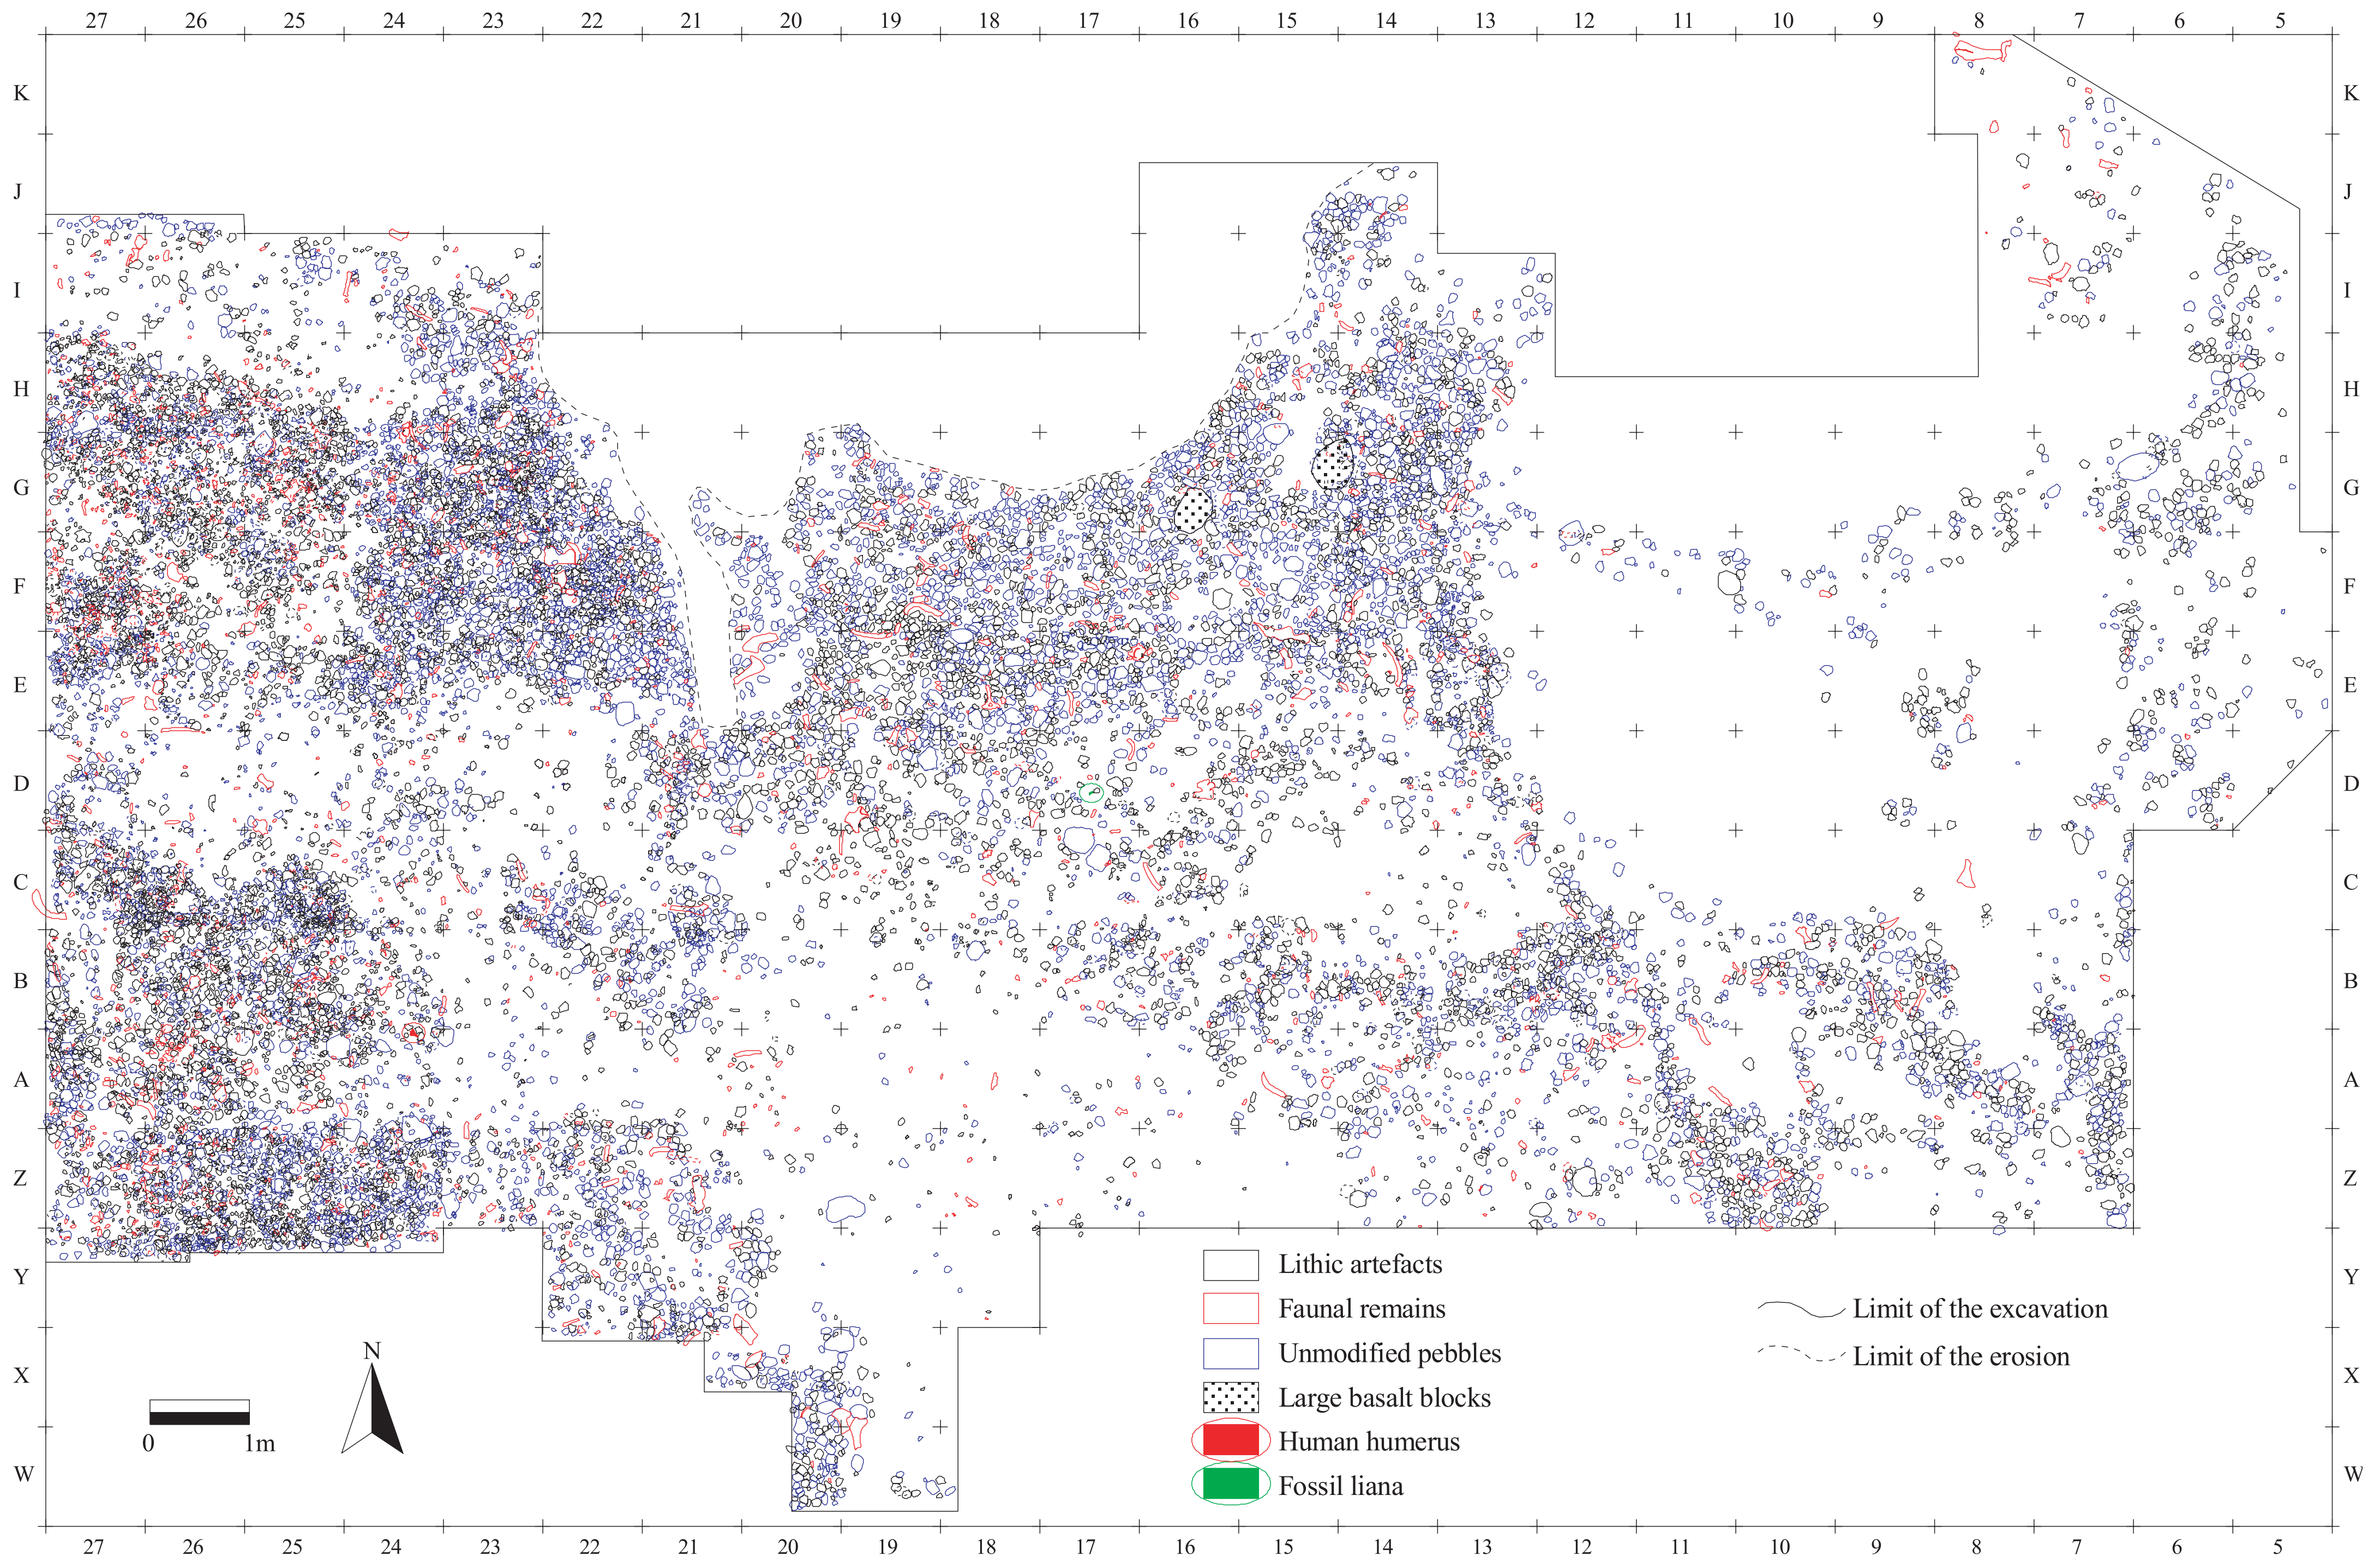 27 26 25 24 23 22 21 20 19 18 17 16 15 14 13 12 11 10 9 8 7 6 5
K K
J J
I I
H H
G G
F F
E E
D D
C C
B B
A A
Z Z
Lithic artefacts
Y Y
Faunal remains Limit of the excavation
Unmodified pebbles Limit of the erosion
N
X X
Large basalt blocks
0 1m Human humerus
W W
Fossil liana
27 26 25 24 23 22 21 20 19 18 17 16 15 14 13 12 11 10 9 8 7 6 5